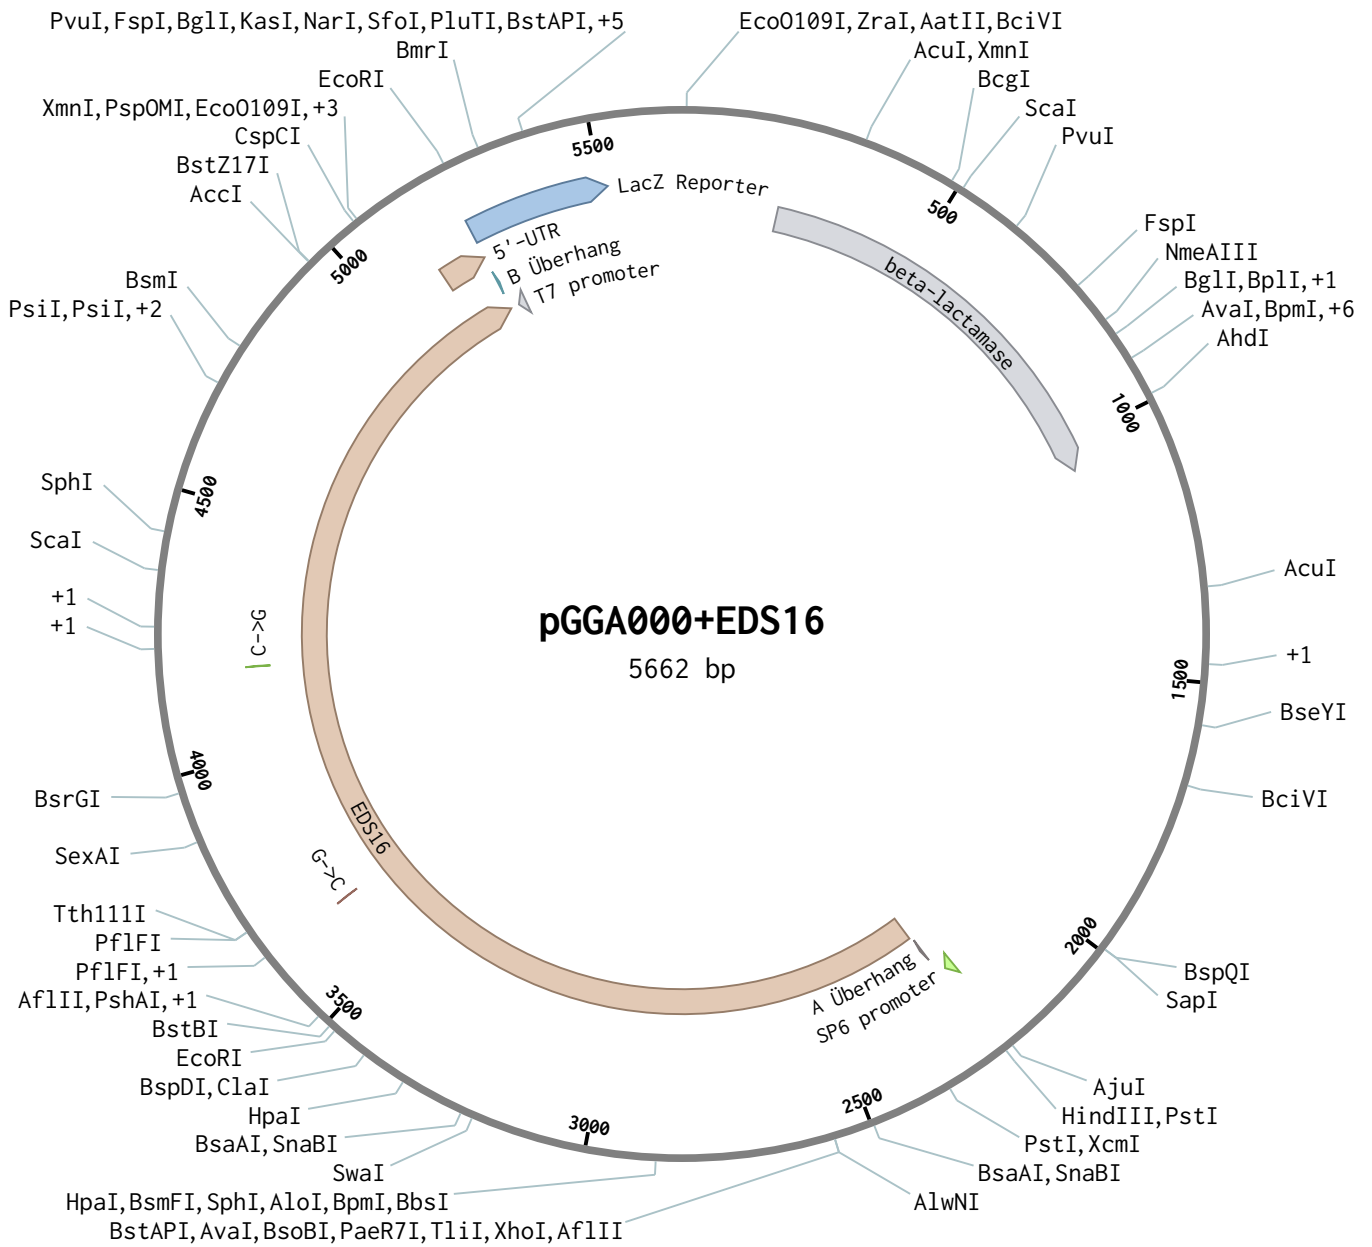 PvuI,FspI,BglI,KasI,NarI,SfoI,PluTI,BstAPI,+5
EcoO109I,ZraI,AatII,BciVI
BmrI
AcuI,XmnI
EcoRI
BcgI
XmnI,PspOMI,EcoO109I,+3
ScaI
CspCI
PvuI
5500
BstZ17I
LacZ Reporter
AccI
500
FspI
5'-UTR
NmeAIII
B Überhang
5000
T7 promoter
BsmI
BglI,BplI,+1
PsiI,PsiI,+2
beta-lactamase
AvaI,BpmI,+6
AhdI
1000
SphI
4500
ScaI
AcuI
+1
+1
C->G
pGGA000+EDS16
5662 bp
+1
1500
BseYI
4000
BsrGI
BciVI
EDS16
SexAI
G->C
Tth111I
PflFI
2000
PflFI,+1
BspQI
A Überhang
AflII,PshAI,+1
3500
SapI
SP6 promoter
BstBI
EcoRI
BspDI,ClaI
AjuI
2500
HpaI
HindIII,PstI
3000
BsaAI,SnaBI
PstI,XcmI
SwaI
BsaAI,SnaBI
HpaI,BsmFI,SphI,AloI,BpmI,BbsI
AlwNI
BstAPI,AvaI,BsoBI,PaeR7I,TliI,XhoI,AflII